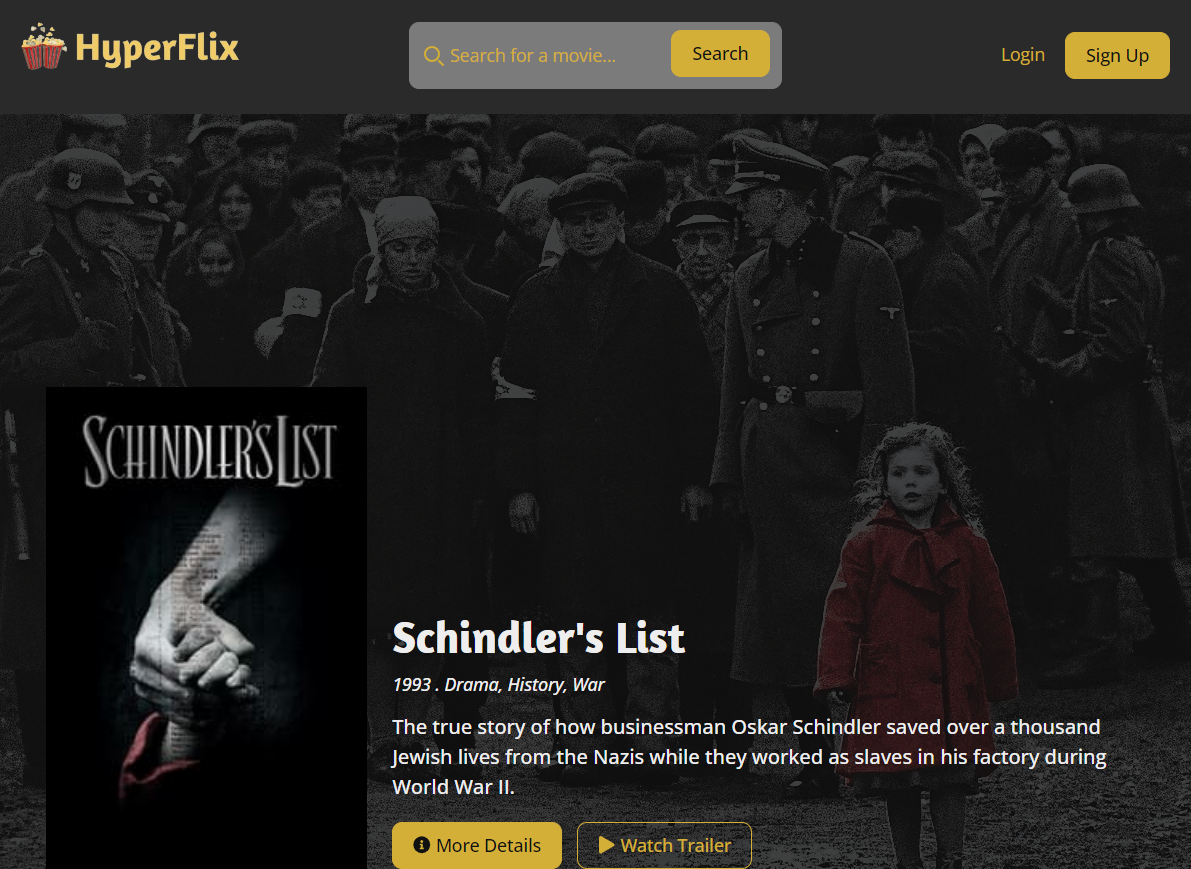 HyperFlix
Search for a movie...
Search
Login
Sign Up
SCHINDLER'S LIST
Schindler's List
1993 . Drama, History, War
The true story of how businessman Oskar Schindler saved over a thousand
Jewish lives from the Nazis while they worked as slaves in his factory during
World War II.
More Details
Watch Trailer